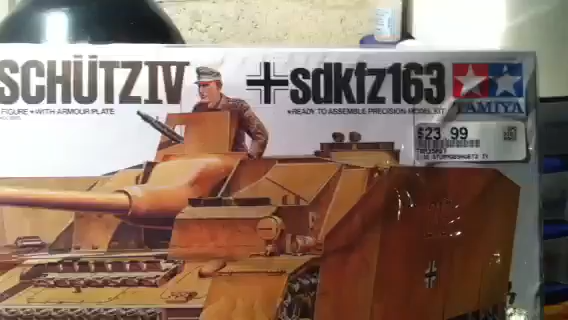 SCHÜTZ IV sdkfz163
FIGURE • WITH ARMOUR PLATE
• READY TO ASSEMBLE PRECISION MODEL KIT
TAMIYA
$23.99